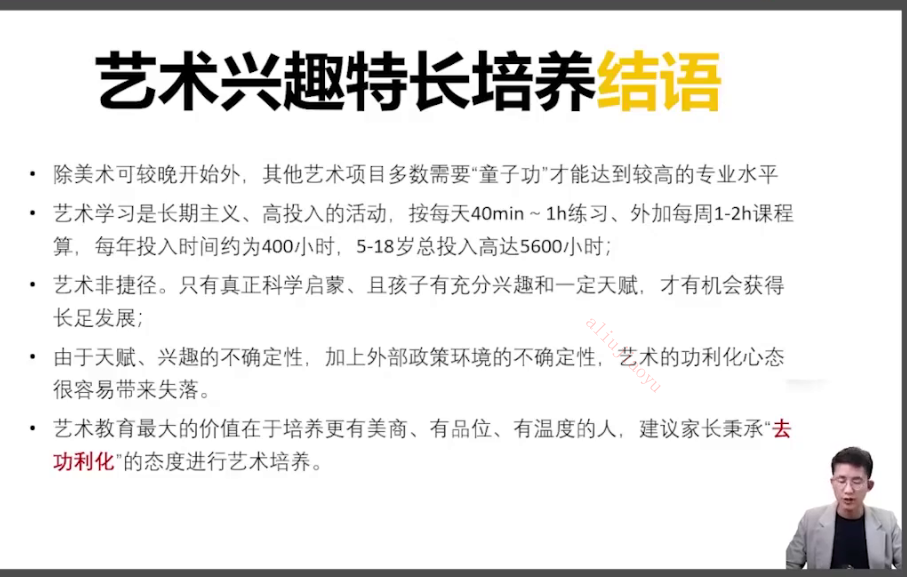 艺术兴趣特长培养结语
• 除美术可较晚开始外，其他艺术项目多数需要“童子功”才能达到较高的专业水平
• 艺术学习是长期主义、高投入的活动，按每天40min ~ 1h练习、外加每周1-2h课程
算，每年投入时间约为400小时，5-18岁总投入高达5600小时；
• 艺术非捷径。只有真正科学启蒙、且孩子有充分兴趣和一定天赋，才有机会获得
长足发展；
• 由于天赋、兴趣的不确定性，加上外部政策环境的不确定性，艺术的功利化心态
很容易带来失落。
• 艺术教育最大的价值在于培养更有美商、有品位、有温度的人，建议家长秉承“去
功利化”的态度进行艺术培养。